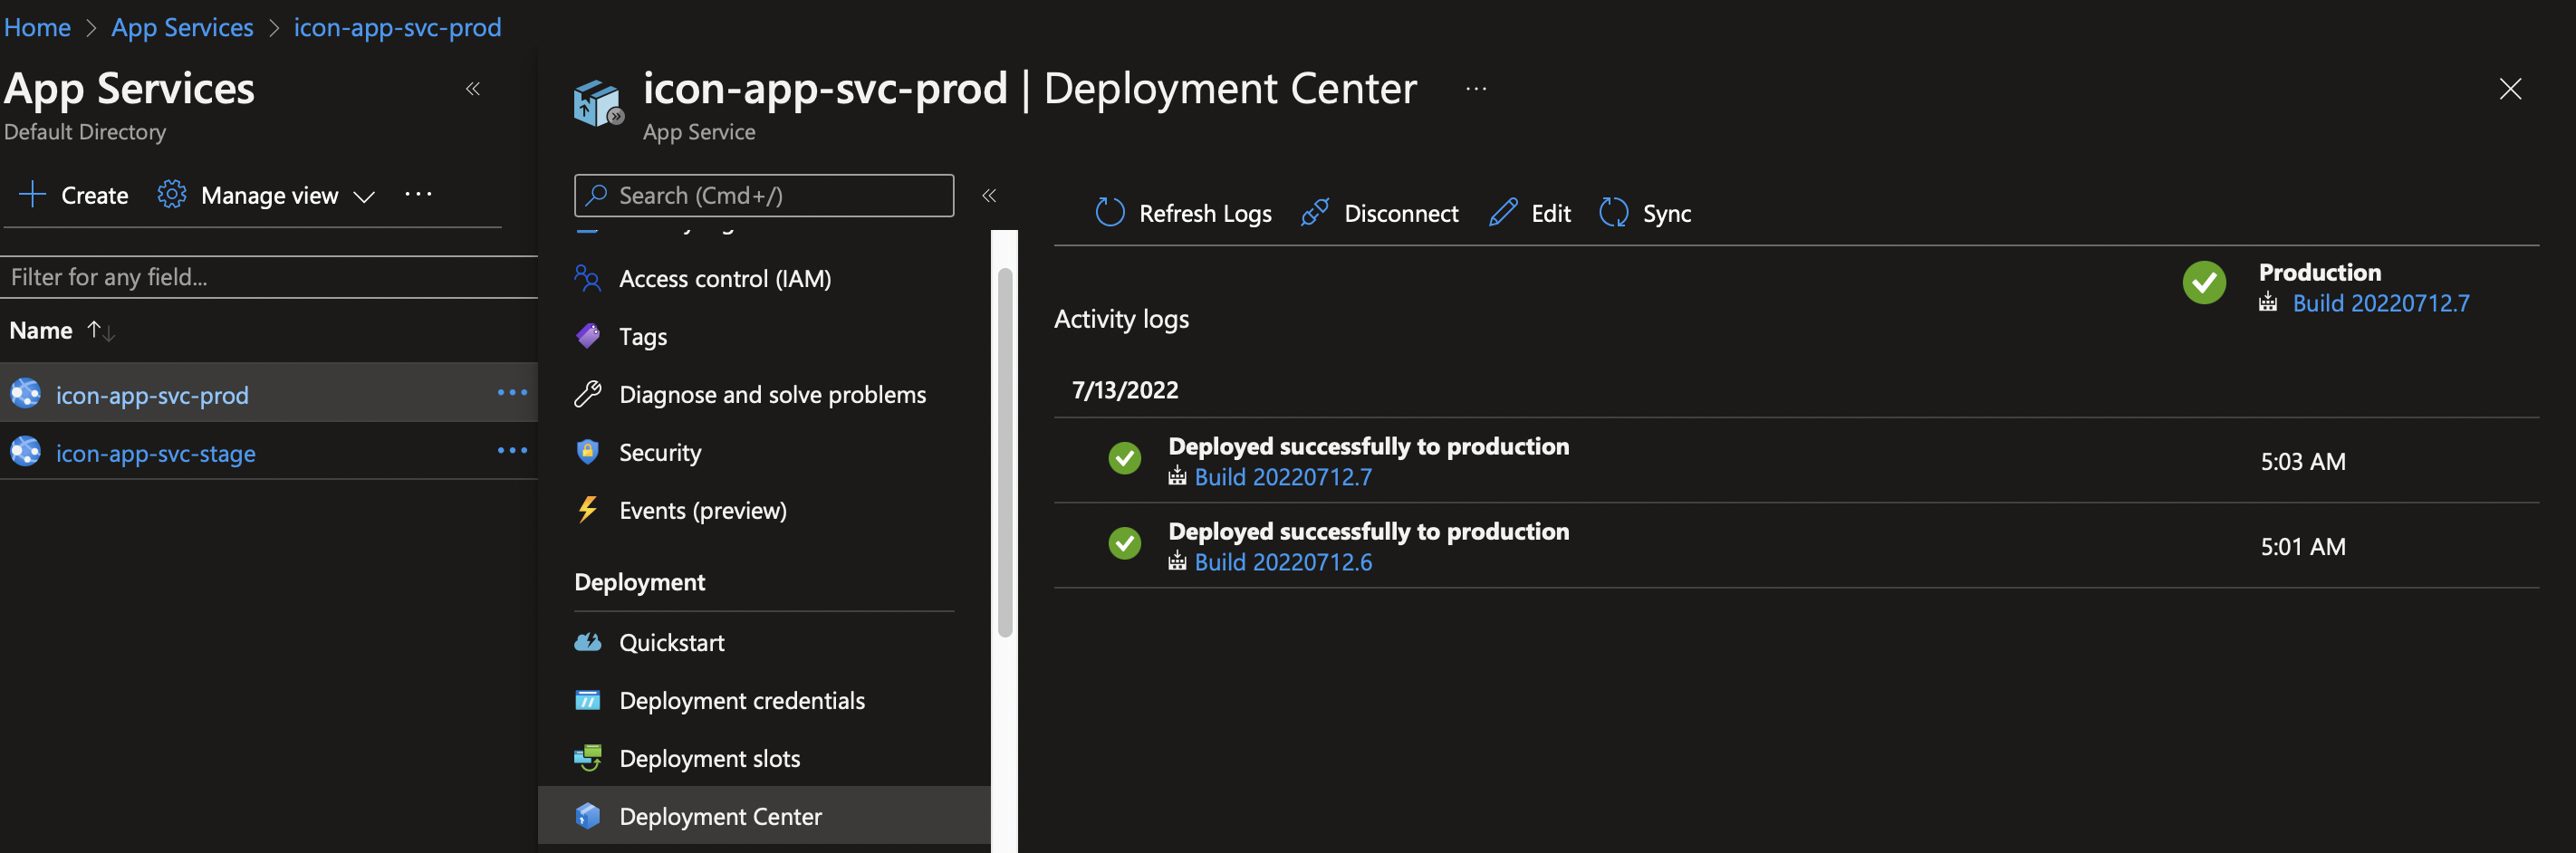 Home > App Services > icon-app-svc-prod
App Services
Default Directory
Create
Manage view
Filter for any field...
Name
icon-app-svc-prod
icon-app-svc-stage
icon-app-svc-prod | Deployment Center
App Service
Search (Cmd+/)
Access control (IAM)
Tags
Diagnose and solve problems
Security
Events (preview)
Deployment
Quickstart
Deployment credentials
Deployment slots
Deployment Center
Refresh Logs
Disconnect
Edit
Sync
Production
Build 20220712.7
Activity logs
7/13/2022
Deployed successfully to production
Build 20220712.7
5:03 AM
Deployed successfully to production
Build 20220712.6
5:01 AM